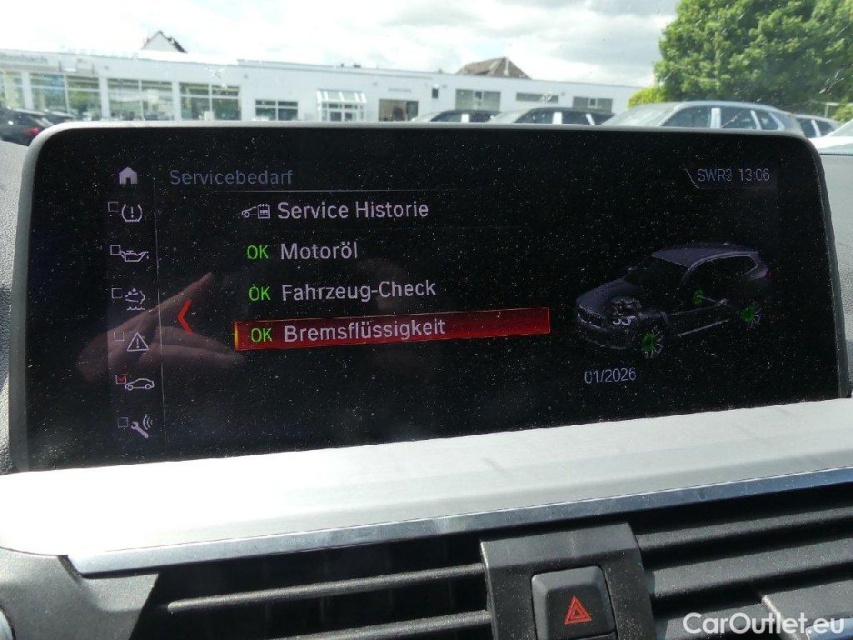 Servicebedarf
SWR3 13:06
Service Historie
OK Motoröl
OK Fahrzeug-Check
OK Bremsflüssigkeit
01/2026
CarOutlet.eu